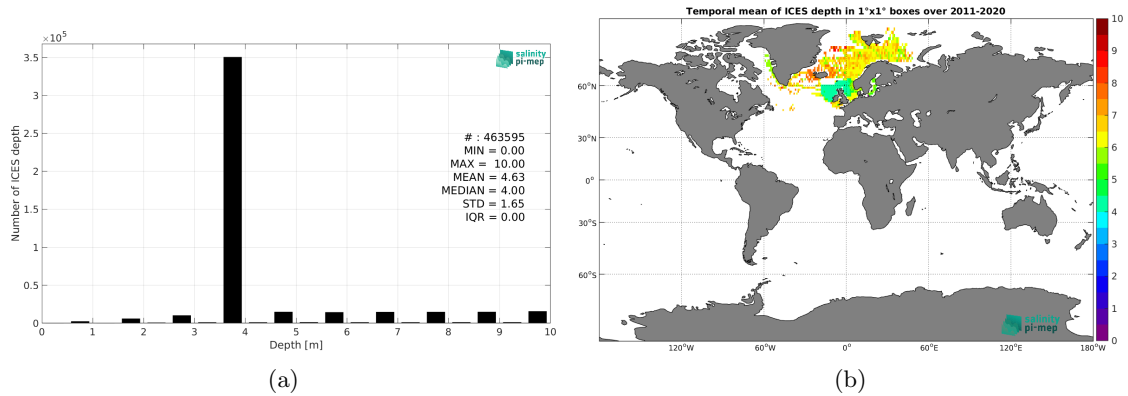 ×10⁵
3.5
3
2.5
2
1.5
1
0.5
0
Number of ICES depth
salinity
pi-mep
# : 463595
MIN = 0.00
MAX = 10.00
MEAN = 4.63
MEDIAN = 4.00
STD = 1.65
IQR = 0.00
0 1 2 3 4 5 6 7 8 9 10
Depth [m]
(a)
Temporal mean of ICES depth in 1°x1° boxes over 2011-2020
60°N
30°N
0°
30°S
60°S
120°W 60°W 0° 60°E 120°E 180°W
salinity
pi-mep
10
9
8
7
6
5
4
3
2
1
0
(b)